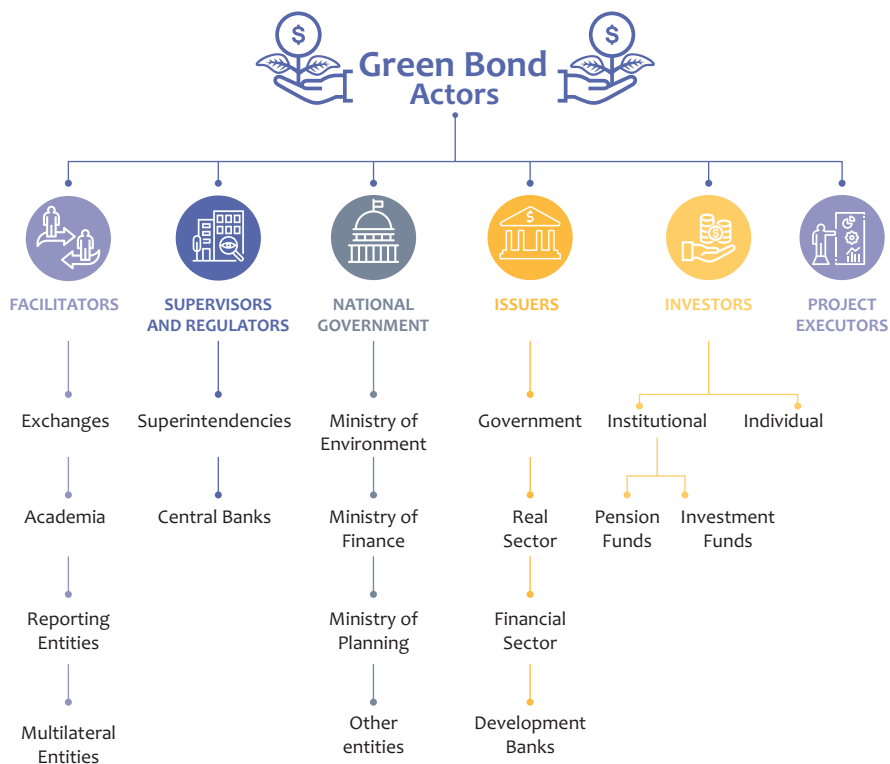 Green Bond
Actors
FACILITATORS
SUPERVISORS
AND REGULATORS
NATIONAL
GOVERNMENT
ISSUERS
INVESTORS
PROJECT
EXECUTORS
Exchanges
Academia
Reporting
Entities
Multilateral
Entities
Superintendencies
Central Banks
Ministry of
Environment
Ministry of
Finance
Ministry of
Planning
Other
entities
Government
Real
Sector
Financial
Sector
Development
Banks
Institutional
Individual
Pension
Funds
Investment
Funds